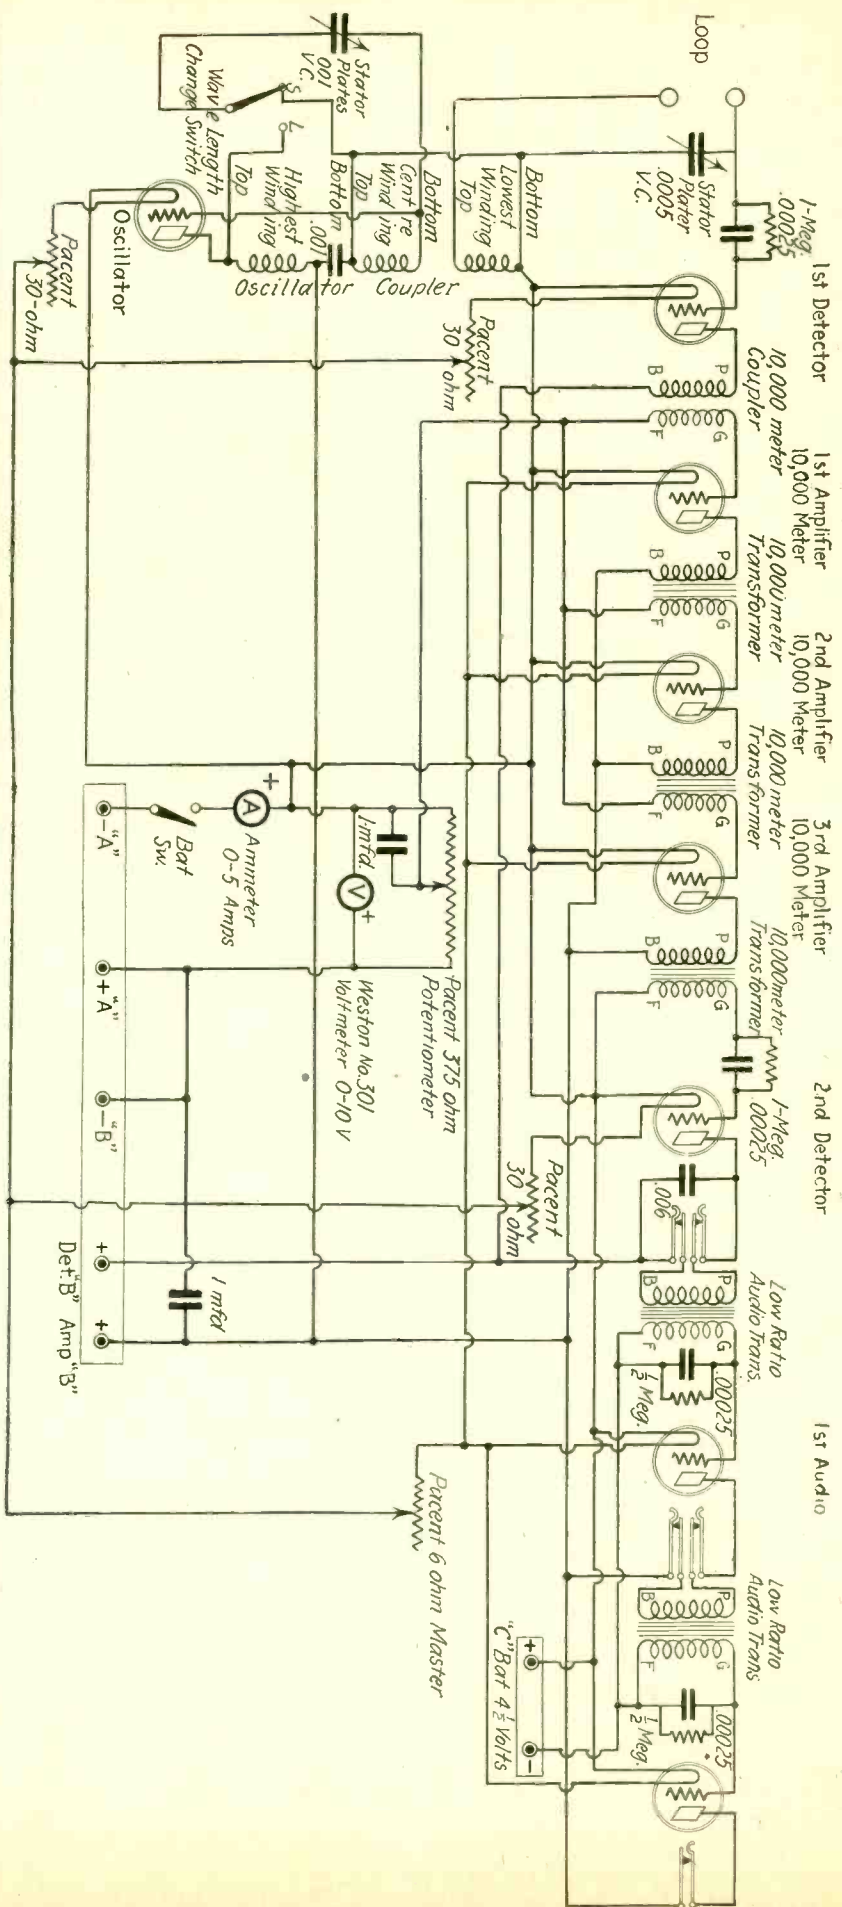 Loop
Stator
Plates
.001
V.C.
Wave Length
Change Switch
S
L
Stator
Plater
.0005
V.C.
1-Meg.
.00025
1st Detector
10,000 meter
Coupler
1st Amplifier
10,000 Meter
10,000 meter
Transformer
2nd Amplifier
10,000 Meter
10,000 meter
Transformer
3rd Amplifier
10,000 Meter
10,000 meter
Transformer
1-Meg.
.00025
2nd Detector
.006
Low Ratio
Audio Trans.
.00025
½ Meg.
1st Audio
Low Ratio
Audio Trans
.00025
½ Meg.
P
B
G
F
P
B
G
F
P
B
G
F
P
B
G
F
P
B
G
F
P
B
G
F
Bottom
Lowest
Winding
Top
Bottom
Centre
Winding
Top
Bottom
.001
Highest
Winding
Top
Oscillator Coupler
Oscillator
Pacent
30-ohm
Pacent
30 ohm
Pacent
30 ohm
Pacent 375 ohm
Potentiometer
1 mfd.
V
+
Weston No. 301
Voltmeter 0-10 V
+
A
Ammeter
0-5 Amps
Bat
Sw.
-"A"
+"A"
-"B"
+
+
Det."B" Amp "B"
1 mfd
Pacent 6 ohm Master
"C" Bat 4½ Volts
+
-